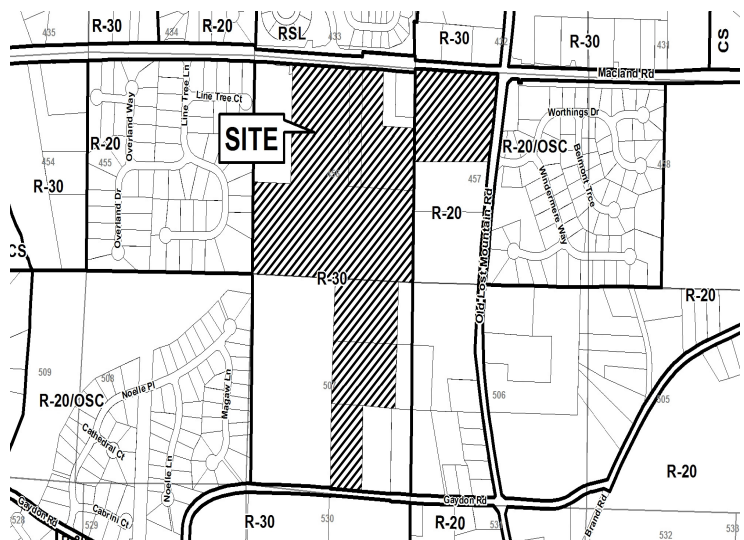 435
R-30
434
R-20
RSL
433
R-30
432
R-30
431
CS
Macland Rd
Line Tree Ln
Line Tree Ct
Overland Way
SITE
Worthings Dr
R-20
455
R-20/OSC
454
R-30
457
458
Belmont Trce
Windermere Way
Overland Dr
R-20
Old Lost Mountain Rd
CS
R-30
R-20
509
508
Noelle Pl
Magaw Ln
R-20/OSC
506
505
Cathedral Ct
Noelle Ln
R-20
Cabrini Ct
Gaydon Rd
Brand Rd
Gaydon Rd
528
529
R-30
530
R-20
532
533